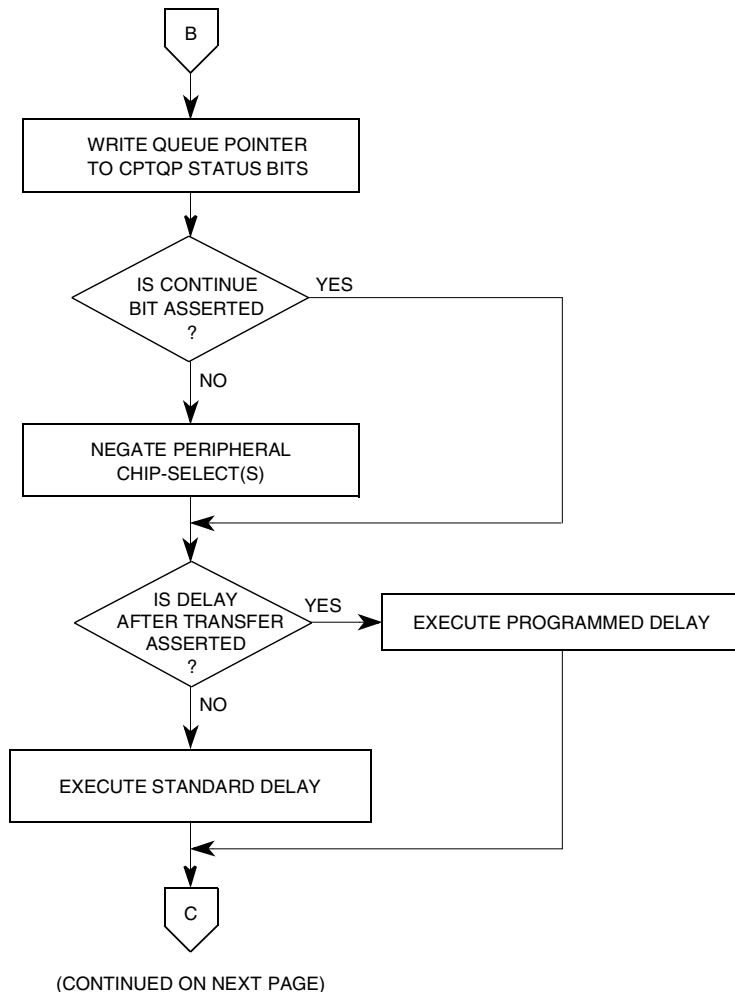 B
WRITE QUEUE POINTER
TO CPTQP STATUS BITS
IS CONTINUE
BIT ASSERTED
?
YES
NO
NEGATE PERIPHERAL
CHIP-SELECT(S)
IS DELAY
AFTER TRANSFER
ASSERTED
?
YES
EXECUTE PROGRAMMED DELAY
NO
EXECUTE STANDARD DELAY
C
(CONTINUED ON NEXT PAGE)